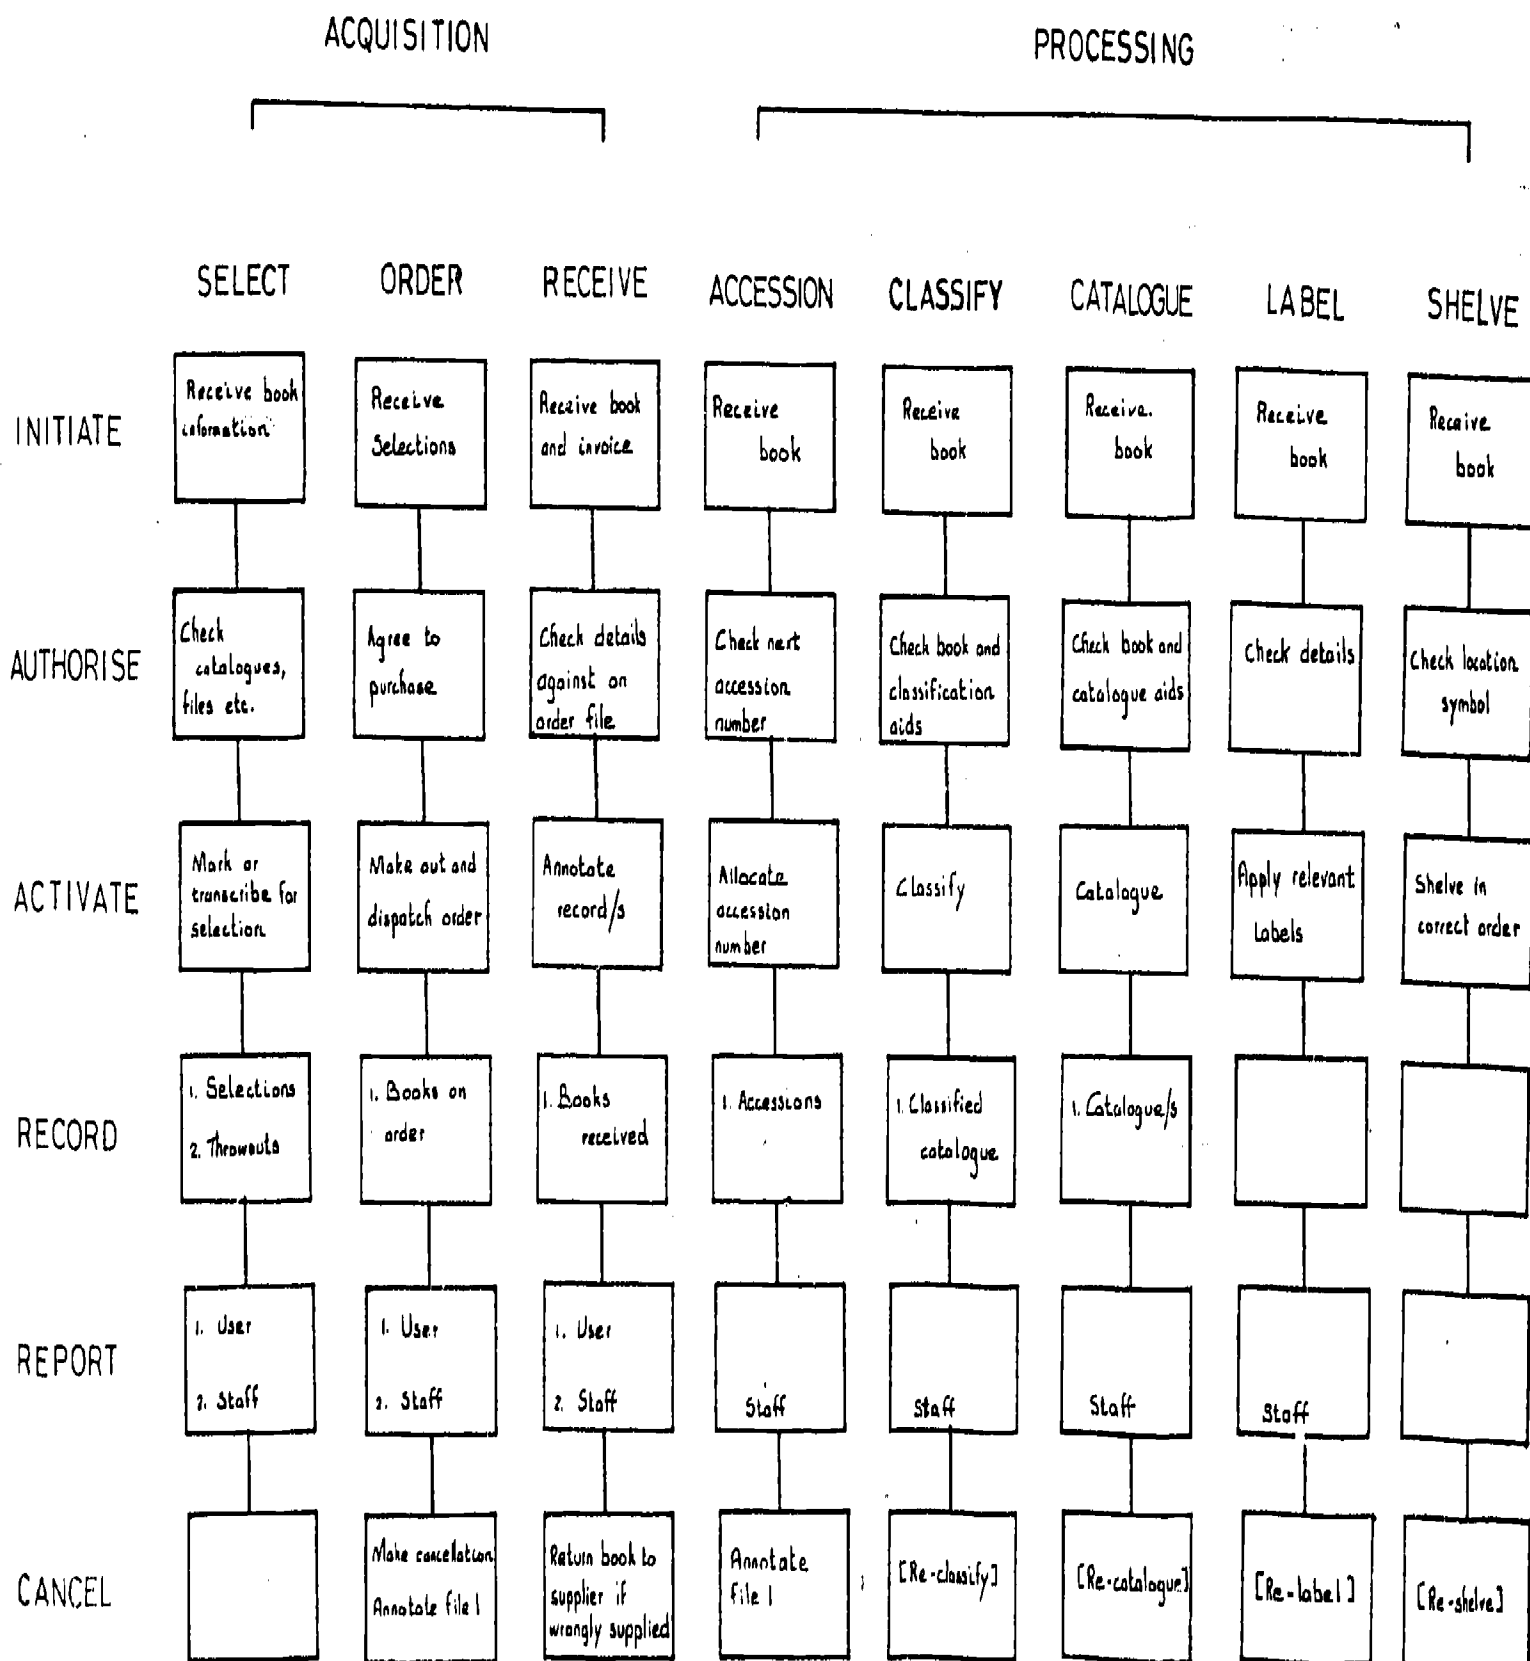 ACQUISITION
PROCESSING
SELECT
ORDER
RECEIVE
ACCESSION
CLASSIFY
CATALOGUE
LABEL
SHELVE
INITIATE
Receive book
information
Receive
Selections
Receive book
and invoice
Receive
book
Receive
book
Receive.
book
Receive
book
Receive
book
AUTHORISE
Check
catalogues,
files etc.
Agree to
purchase
Check details
against on
order file
Check next
accession
number
Check book and
classification
aids
Check book and
catalogue aids
Check details
Check location
symbol
ACTIVATE
Mark or
transcribe for
selection
Make out and
dispatch order
Annotate
record/s
Allocate
accession
number
Classify
Catalogue
Apply relevant
Labels
Shelve in
correct order
RECORD
1. Selections
2. Throwouts
1. Books on
order
1. Books
received
1. Accessions
1. Classified
catalogue
1. Catalogue/s
REPORT
1. User
2. Staff
1. User
2. Staff
1. User
2. Staff
Staff
Staff
Staff
Staff
CANCEL
Make cancellation
Annotate file 1
Return book to
supplier if
wrongly supplied
Annotate
file 1
[Re-classify]
[Re-catalogue]
[Re-label]
[Re-shelve]